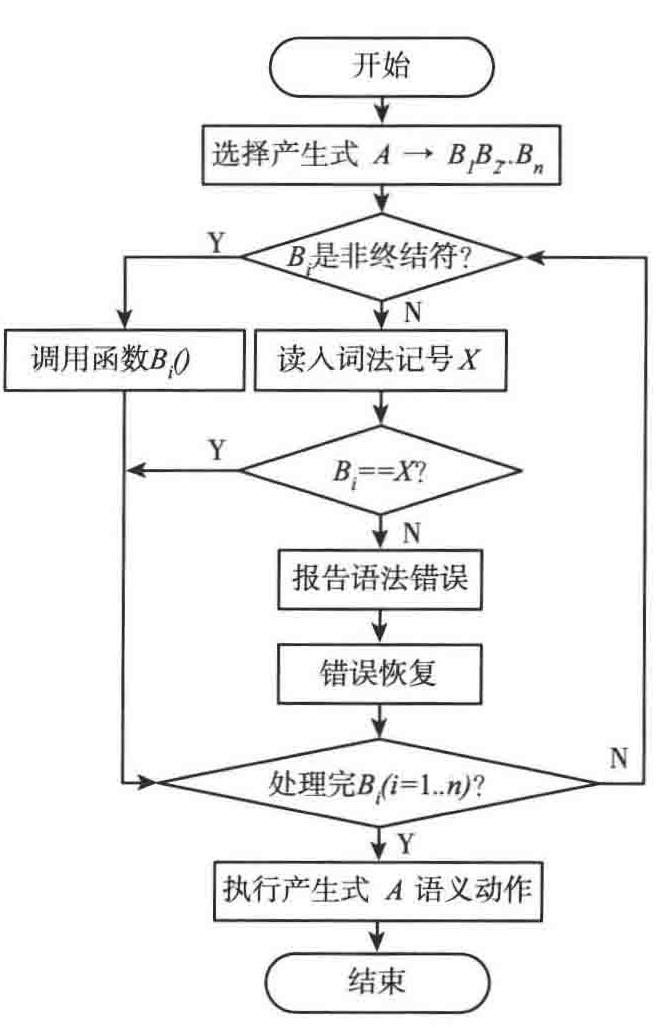 开始
选择产生式 A → B₁B₂..Bₙ
Y
Bᵢ是非终结符?
N
调用函数Bᵢ()
读入词法记号 X
Y
Bᵢ==X?
N
报告语法错误
错误恢复
处理完Bᵢ(i=1..n)?
N
Y
执行产生式 A 语义动作
结束